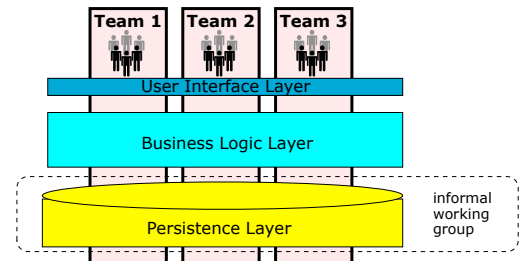 Team 1 Team 2 Team 3
User Interface Layer
Business Logic Layer
Persistence Layer
informal
working
group